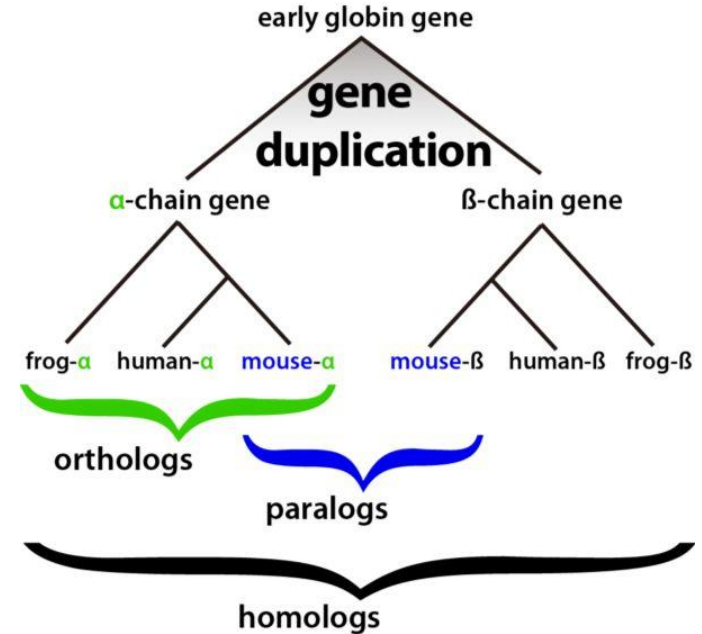 early globin gene
gene
duplication
ɑ-chain gene ß-chain gene
frog-ɑ human-ɑ mouse-ɑ mouse-ß human-ß frog-ß
orthologs
paralogs
homologs